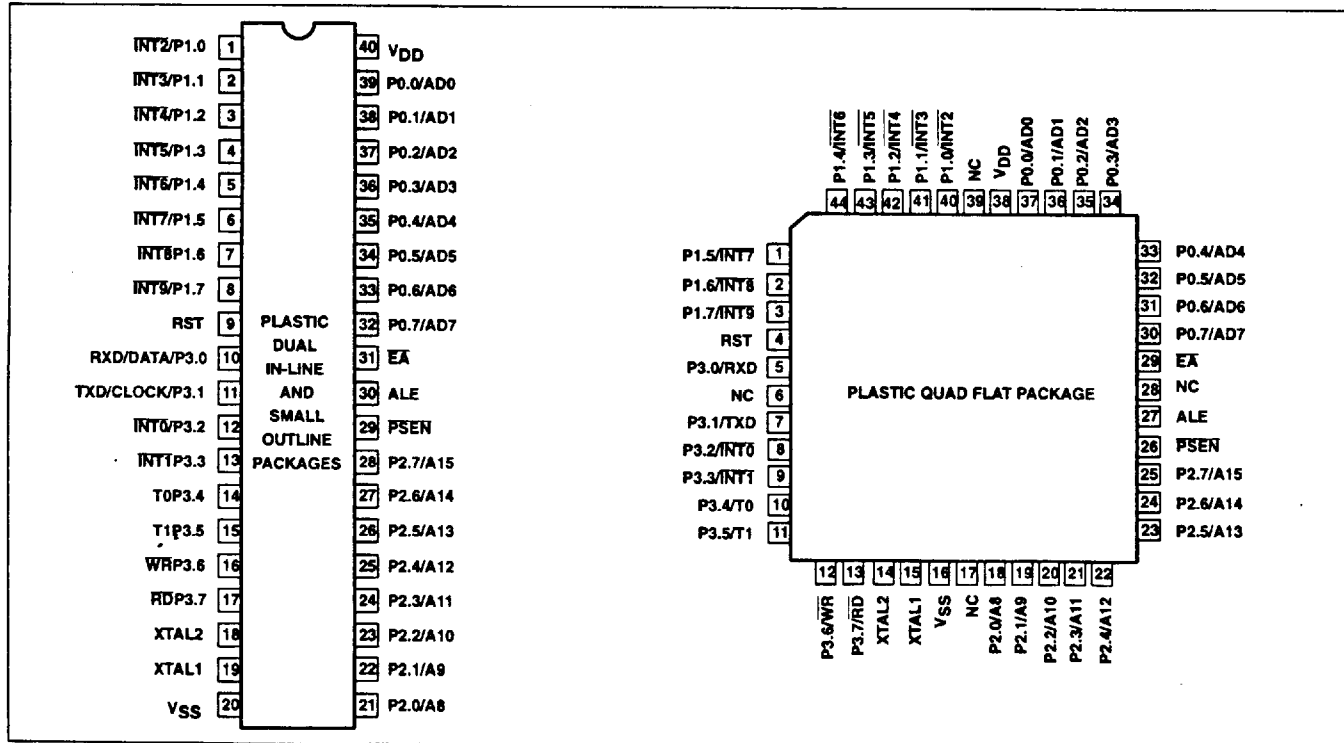 INT2/P1.0 1
INT3/P1.1 2
INT4/P1.2 3
INT5/P1.3 4
INT6/P1.4 5
INT7/P1.5 6
INT8P1.6 7
INT9/P1.7 8
RST 9
RXD/DATA/P3.0 10
TXD/CLOCK/P3.1 11
INT0/P3.2 12
INT1P3.3 13
T0P3.4 14
T1P3.5 15
WRP3.6 16
RDP3.7 17
XTAL2 18
XTAL1 19
VSS 20
PLASTIC
DUAL
IN-LINE
AND
SMALL
OUTLINE
PACKAGES
40 VDD
39 P0.0/AD0
38 P0.1/AD1
37 P0.2/AD2
36 P0.3/AD3
35 P0.4/AD4
34 P0.5/AD5
33 P0.6/AD6
32 P0.7/AD7
31 EA
30 ALE
29 PSEN
28 P2.7/A15
27 P2.6/A14
26 P2.5/A13
25 P2.4/A12
24 P2.3/A11
23 P2.2/A10
22 P2.1/A9
21 P2.0/A8
P1.4/INT6 44
P1.3/INT5 43
P1.2/INT4 42
P1.1/INT3 41
P1.0/INT2 40
NC 39
VDD 38
P0.0/AD0 37
P0.1/AD1 36
P0.2/AD2 35
P0.3/AD3 34
P1.5/INT7 1
P1.6/INT8 2
P1.7/INT9 3
RST 4
P3.0/RXD 5
NC 6
P3.1/TXD 7
P3.2/INT0 8
P3.3/INT1 9
P3.4/T0 10
P3.5/T1 11
PLASTIC QUAD FLAT PACKAGE
33 P0.4/AD4
32 P0.5/AD5
31 P0.6/AD6
30 P0.7/AD7
29 EA
28 NC
27 ALE
26 PSEN
25 P2.7/A15
24 P2.6/A14
23 P2.5/A13
12 P3.6/WR
13 P3.7/RD
14 XTAL2
15 XTAL1
16 VSS
17 NC
18 P2.0/A8
19 P2.1/A9
20 P2.2/A10
21 P2.3/A11
22 P2.4/A12